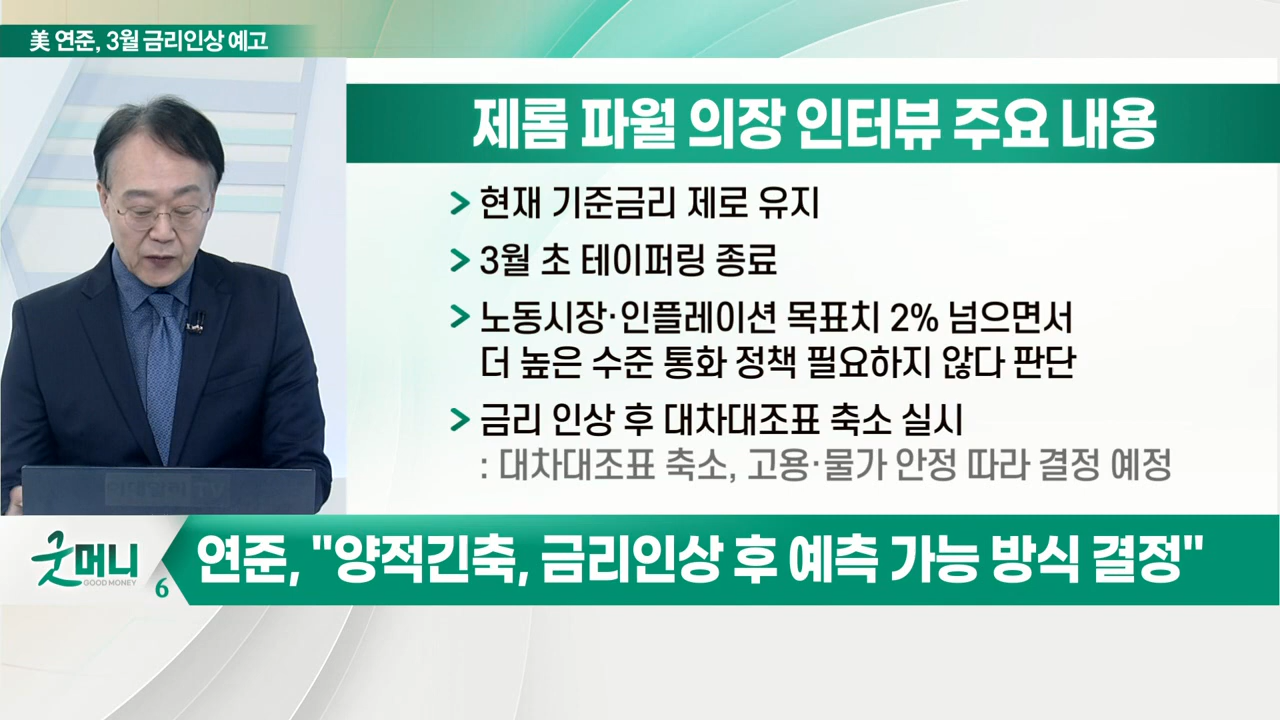 美 연준, 3월 금리인상 예고
제롬 파월 의장 인터뷰 주요 내용
> 현재 기준금리 제로 유지
> 3월 초 테이퍼링 종료
> 노동시장·인플레이션 목표치 2% 넘으면서
더 높은 수준 통화 정책 필요하지 않다 판단
> 금리 인상 후 대차대조표 축소 실시
: 대차대조표 축소, 고용·물가 안정 따라 결정 예정
굿머니
GOOD MONEY
6
연준, "양적긴축, 금리인상 후 예측 가능 방식 결정"